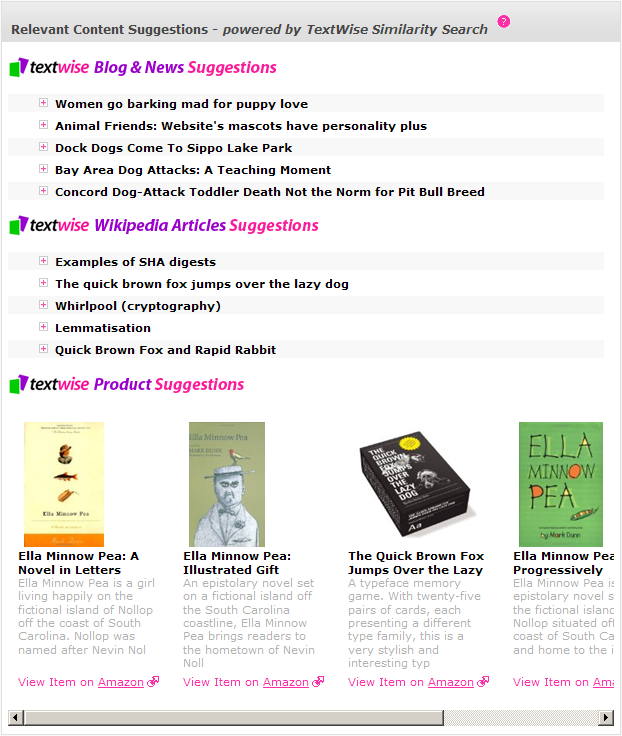 Relevant Content Suggestions - powered by TextWise Similarity Search ?
textwise Blog & News Suggestions
Women go barking mad for puppy love
Animal Friends: Website's mascots have personality plus
Dock Dogs Come To Sippo Lake Park
Bay Area Dog Attacks: A Teaching Moment
Concord Dog-Attack Toddler Death Not the Norm for Pit Bull Breed
textwise Wikipedia Articles Suggestions
Examples of SHA digests
The quick brown fox jumps over the lazy dog
Whirlpool (cryptography)
Lemmatisation
Quick Brown Fox and Rapid Rabbit
textwise Product Suggestions
Ella Minnow Pea
Ella Minnow Pea
MARK DUNN
THE
QUICK
BROWN
FOX
JUMPS
OVER
THE
LAZY
DOG
Aa
ELLA
MINNOW
PEA
by Mark Dunn
Ella Minnow Pea: A
Novel in Letters
Ella Minnow Pea is a girl
living happily on the
fictional island of Nollop
off the coast of South
Carolina. Nollop was
named after Nevin Nol
View Item on Amazon
Ella Minnow Pea:
Illustrated Gift
An epistolary novel set
on a fictional island off
the South Carolina
coastline, Ella Minnow
Pea brings readers to
the hometown of Nevin
Noll
View Item on Amazon
The Quick Brown Fox
Jumps Over the Lazy
A typeface memory
game. With twenty-five
pairs of cards, each
presenting a different
type family, this is a
very stylish and
interesting typ
View Item on Amazon
Ella Minnow Pea
Progressively
Ella Minnow Pea is
epistolary novel s
the fictional island
Nollop situated off
coast of South Ca
and home to the i
View Item on Am